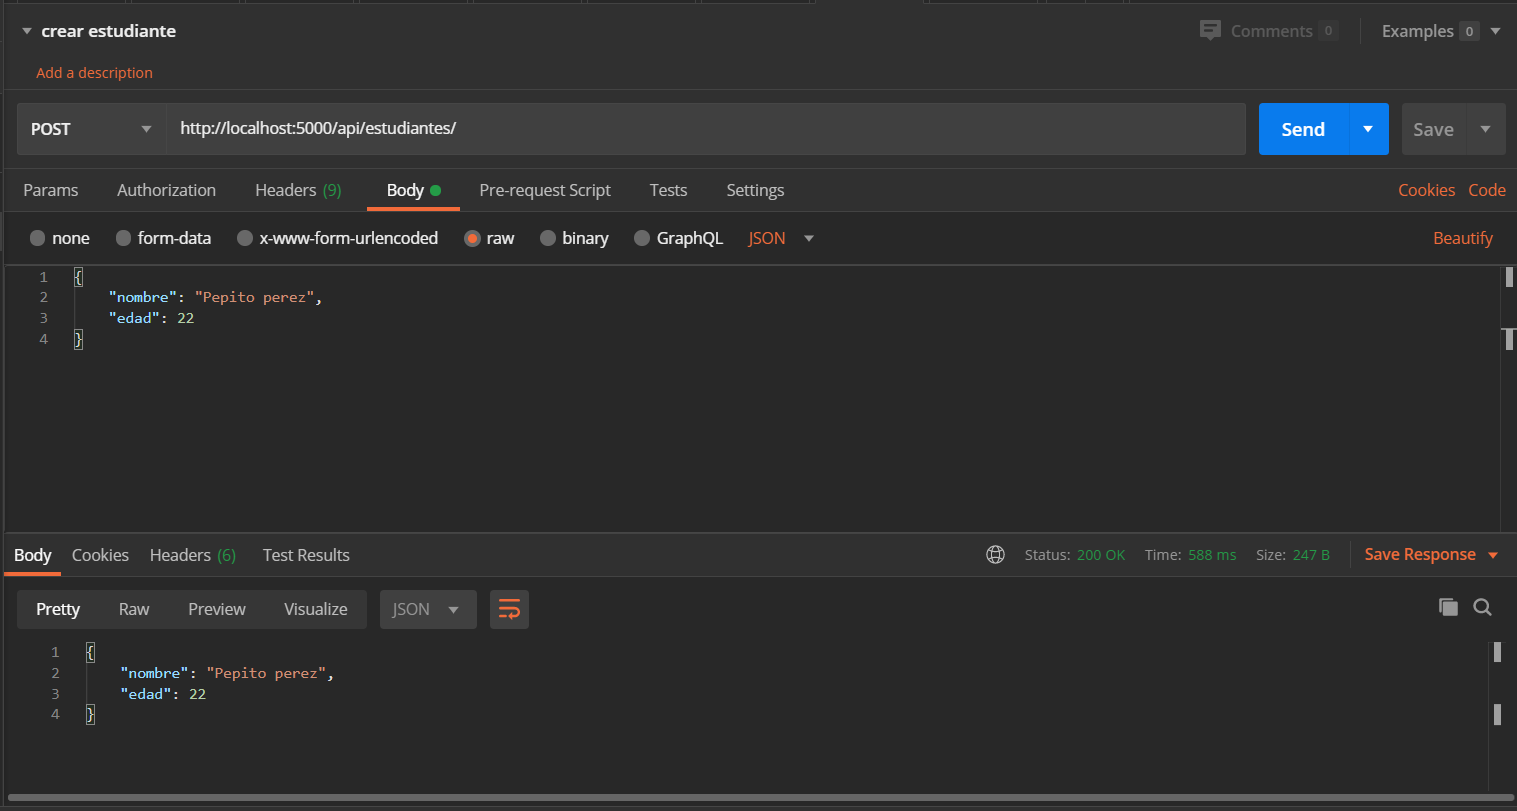 crear estudiante Comments 0 Examples 0
Add a description
POST http://localhost:5000/api/estudiantes/ Send Save
Params Authorization Headers (9) Body Pre-request Script Tests Settings Cookies Code
none form-data x-www-form-urlencoded raw binary GraphQL JSON Beautify
1 {
2 "nombre": "Pepito perez",
3 "edad": 22
4 }
Body Cookies Headers (6) Test Results Status: 200 OK Time: 588 ms Size: 247 B Save Response
Pretty Raw Preview Visualize JSON
1 {
2 "nombre": "Pepito perez",
3 "edad": 22
4 }